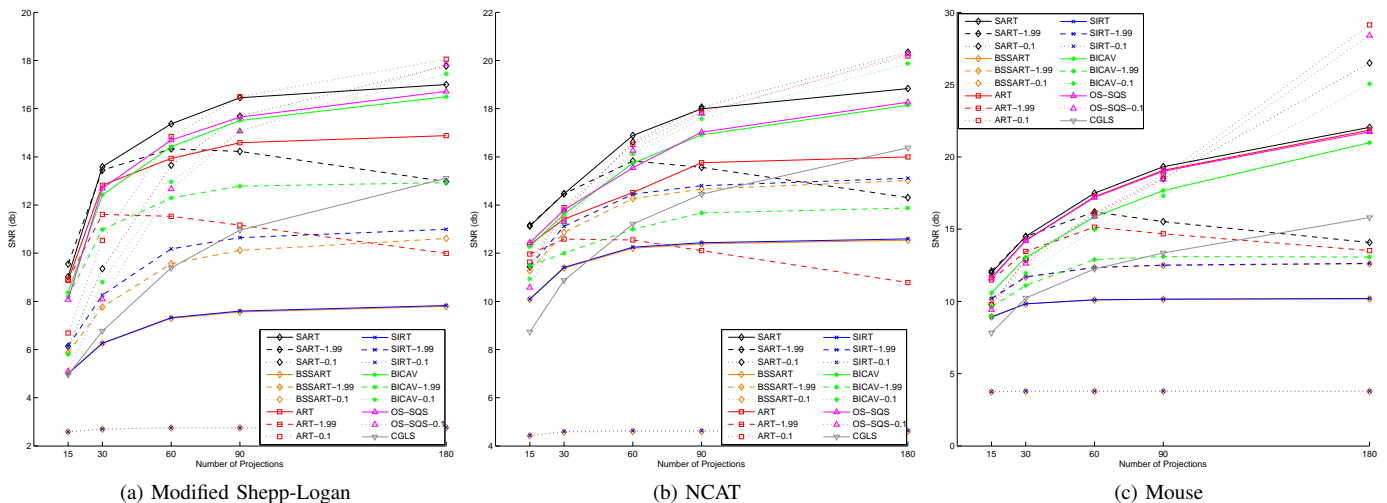 20
18
16
14
12
10
8
6
4
2
SNR (db)
15 30 60 90 180
Number of Projections
SART
SART−1.99
SART−0.1
BSSART
BSSART−1.99
BSSART−0.1
ART
ART−1.99
ART−0.1
SIRT
SIRT−1.99
SIRT−0.1
BICAV
BICAV−1.99
BICAV−0.1
OS−SQS
OS−SQS−0.1
CGLS
(a) Modified Shepp-Logan
22
20
18
16
14
12
10
8
6
4
SNR (db)
15 30 60 90 180
Number of Projections
SART
SART−1.99
SART−0.1
BSSART
BSSART−1.99
BSSART−0.1
ART
ART−1.99
ART−0.1
SIRT
SIRT−1.99
SIRT−0.1
BICAV
BICAV−1.99
BICAV−0.1
OS−SQS
OS−SQS−0.1
CGLS
(b) NCAT
30
25
20
15
10
5
0
SNR (db)
15 30 60 90 180
Number of Projections
SART
SART−1.99
SART−0.1
BSSART
BSSART−1.99
BSSART−0.1
ART
ART−1.99
ART−0.1
SIRT
SIRT−1.99
SIRT−0.1
BICAV
BICAV−1.99
BICAV−0.1
OS−SQS
OS−SQS−0.1
CGLS
(c) Mouse